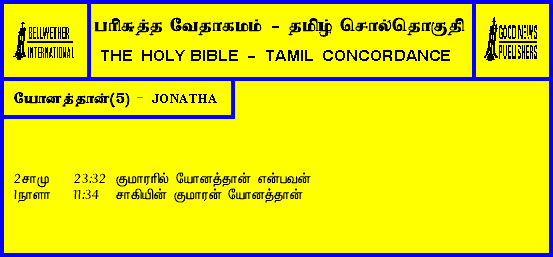 BELLWETHER
INTERNATIONAL
பரிசுத்த வேதாகமம் - தமிழ் சொல்தொகுதி
THE HOLY BIBLE - TAMIL CONCORDANCE
GOOD NEWS
PUBLISHERS
யோனத்தான்(5) - JONATHA
2சாமு 23:32 குமாரரில் யோனத்தான் என்பவன்
1நாளா 11:34 சாகியின் குமாரன் யோனத்தான்